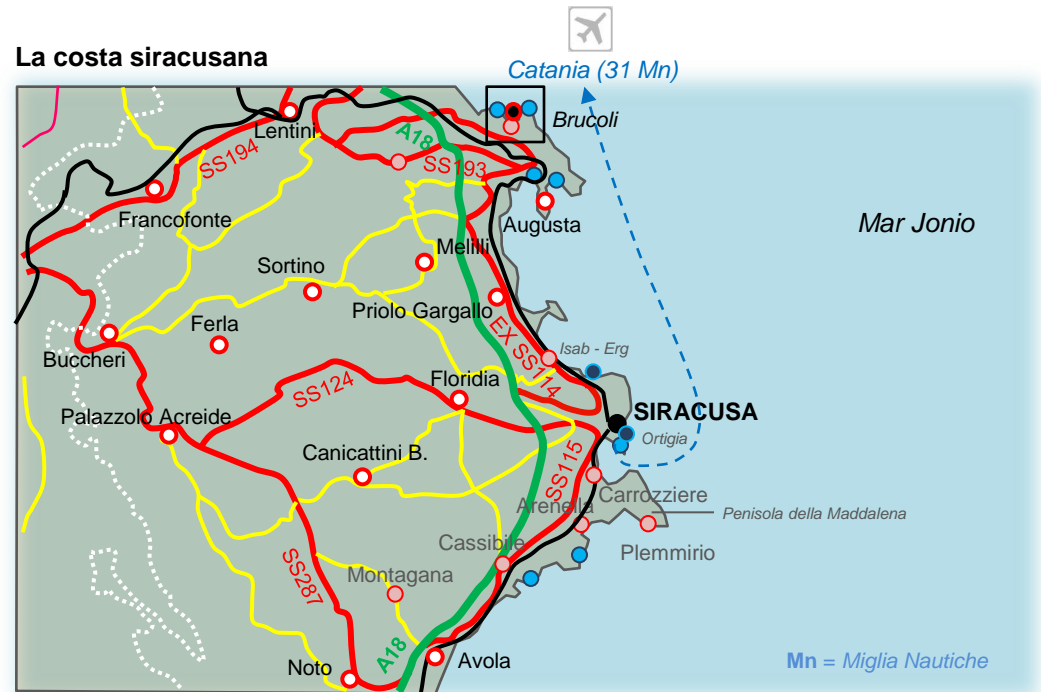 La costa siracusana
Catania (31 Mn)
Brucoli
Lentini
A18
SS194
SS193
Francofonte
Augusta
Mar Jonio
Melilli
Sortino
Priolo Gargallo
Ferla
EX SS114
Isab - Erg
Buccheri
SS124
Floridia
SIRACUSA
Palazzolo Acreide
Ortigia
Canicattini B.
SS115
Carrozziere
Arenella
Penisola della Maddalena
Cassibile
Plemmirio
SS287
Montagana
A18
Noto
Avola
Mn = Miglia Nautiche